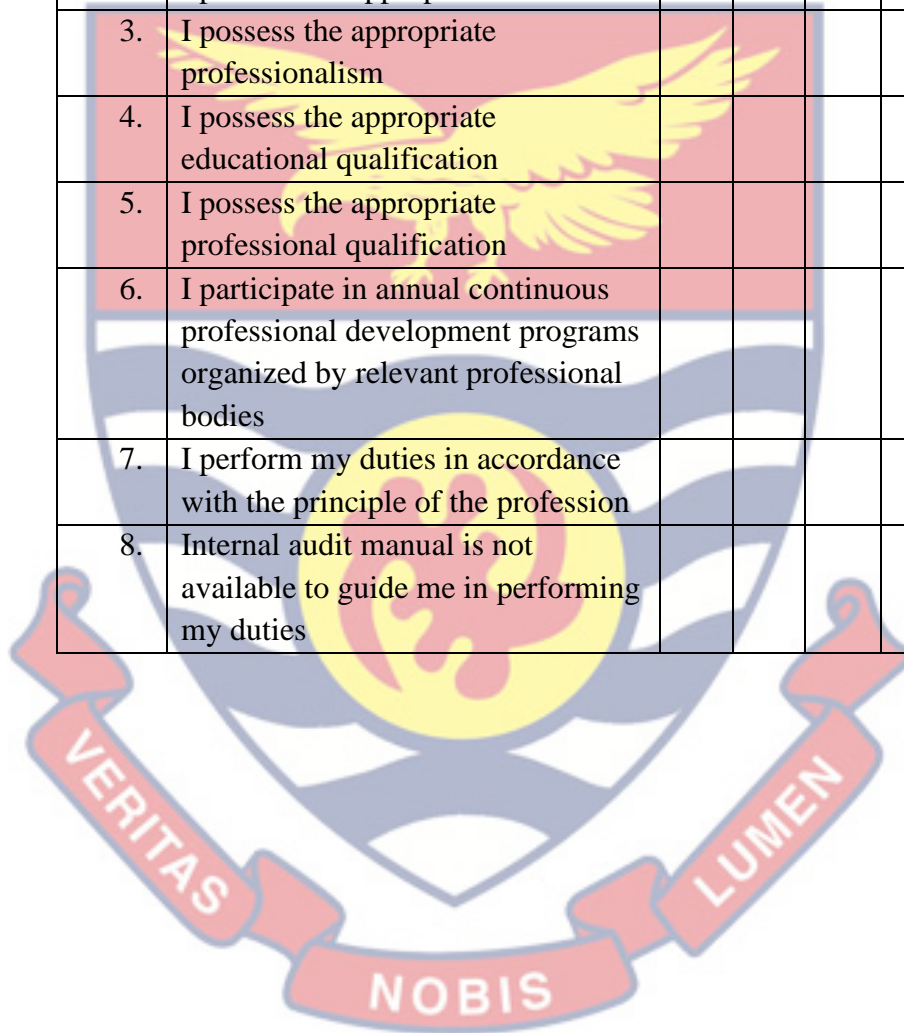 3. I possess the appropriate
professionalism
4. I possess the appropriate
educational qualification
5. I possess the appropriate
professional qualification
6. I participate in annual continuous
professional development programs
organized by relevant professional
bodies
7. I perform my duties in accordance
with the principle of the profession
8. Internal audit manual is not
available to guide me in performing
my duties
VERITAS
NOBIS
LUMEN